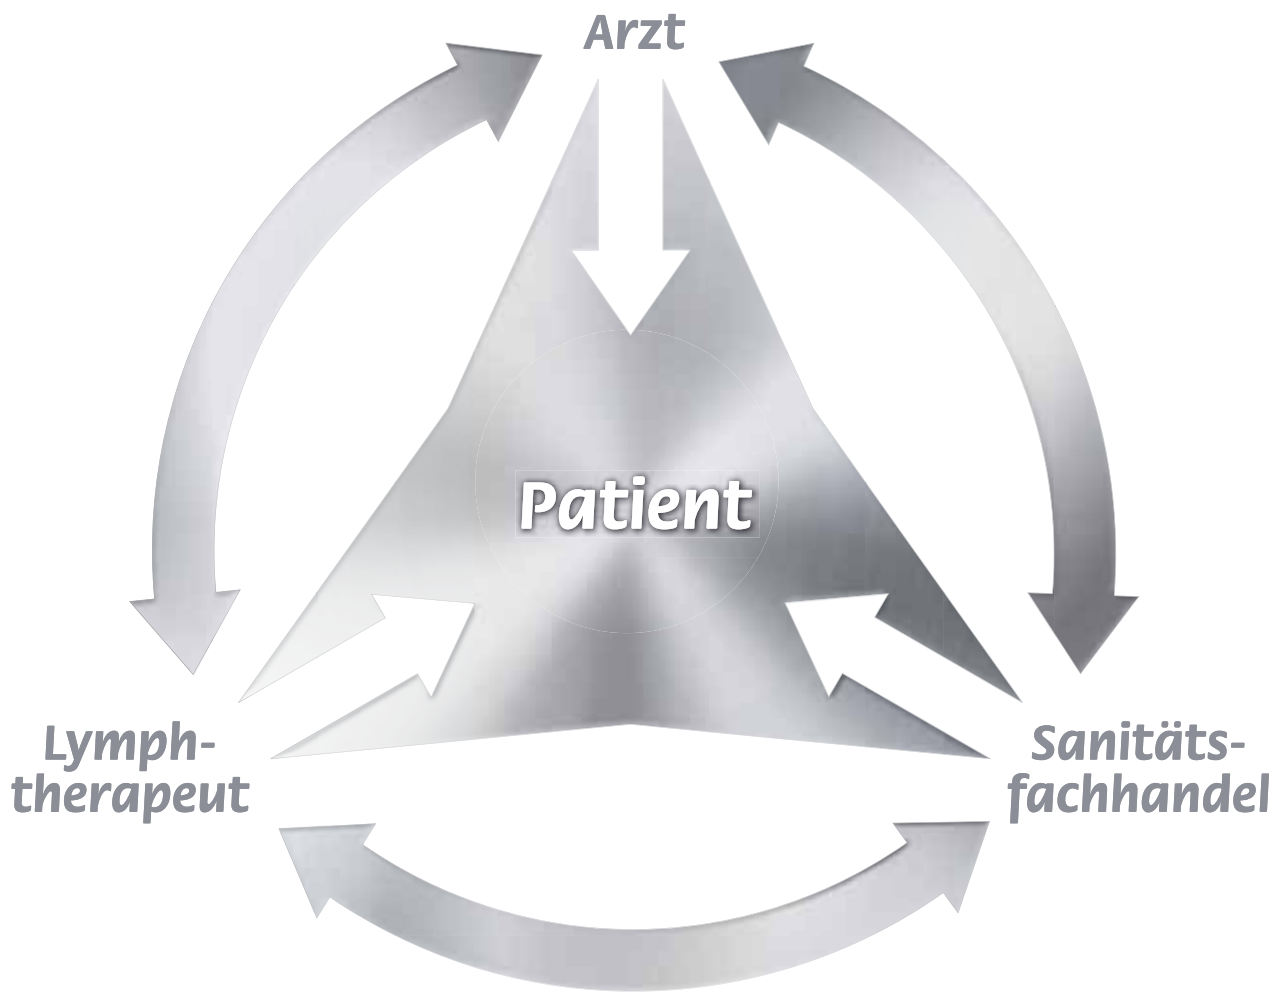 Arzt
Patient
Lymph-
therapeut
Sanitäts-
fachhandel